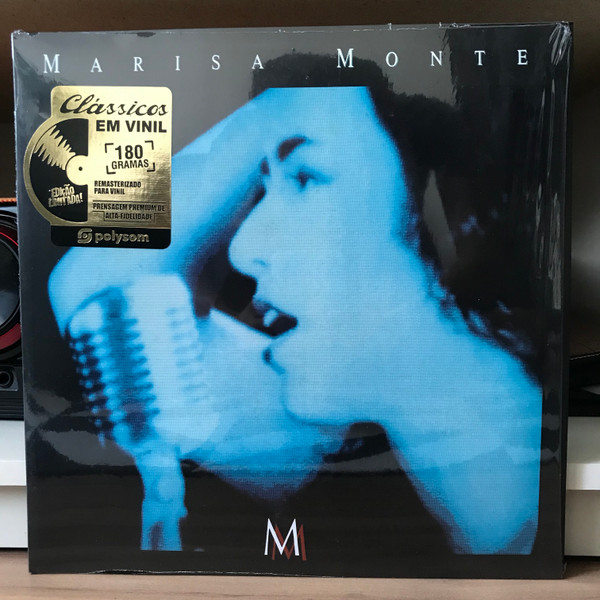 MARISA MONTE
Clássicos
EM VINIL
180
GRAMAS
EDIÇÃO
LIMITADA!
REMASTERIZADO
PARA VINIL
PRENSAGEM PREMIUM DE
ALTA-FIDELIDADE!
polysom
MM